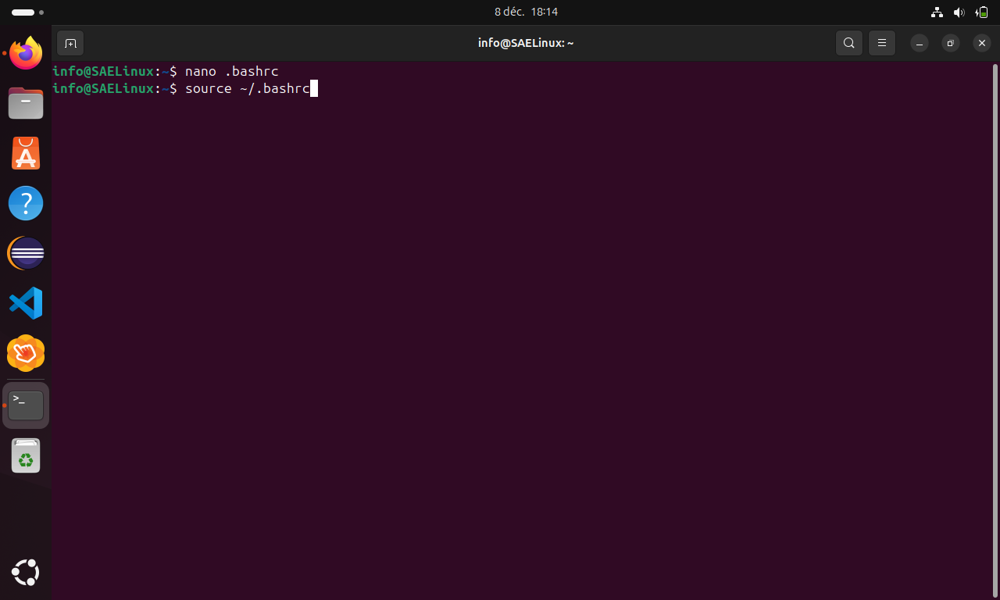 8 déc. 18:14
info@SAELinux: ~
info@SAELinux:~$ nano .bashrc
info@SAELinux:~$ source ~/.bashrc
A
?
>_